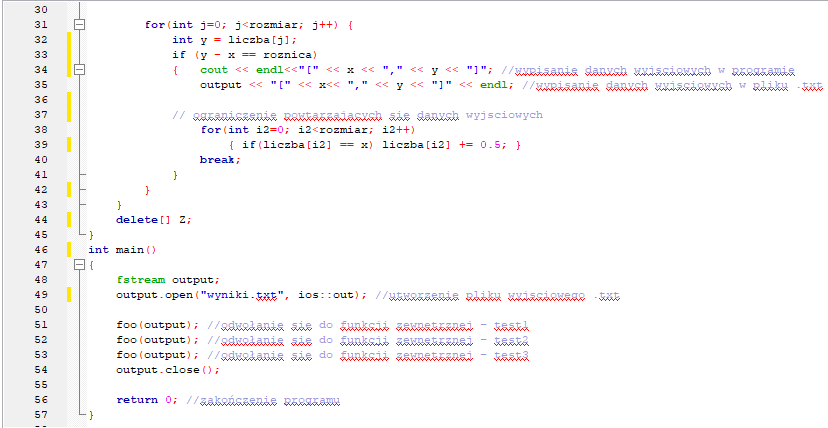 30
31 for(int j=0; j<rozmiar; j++) {
32 int y = liczba[j];
33 if (y - x == roznica)
34 { cout << endl<<"[" << x << "," << y << "]"; //wypisanie danych wyjsciowych w programie
35 output << "[" << x<< "," << y << "]" << endl; //wypisanie danych wyjsciowych w pliku .txt
36
37 // ograniczenie powtarzajacych sie danych wyjsciowych
38 for(int i2=0; i2<rozmiar; i2++)
39 { if(liczba[i2] == x) liczba[i2] += 0.5; }
40 break;
41 }
42 }
43 }
44 delete[] Z;
45 }
46 int main()
47 {
48 fstream output;
49 output.open("wyniki.txt", ios::out); //utworzenie pliku wyjsciowego .txt
50
51 foo(output); //odwolanie sie do funkcji zewnetrznej - test1
52 foo(output); //odwolanie sie do funkcji zewnetrznej - test2
53 foo(output); //odwolanie sie do funkcji zewnetrznej - test3
54 output.close();
55
56 return 0; //zakończenie programu
57 }